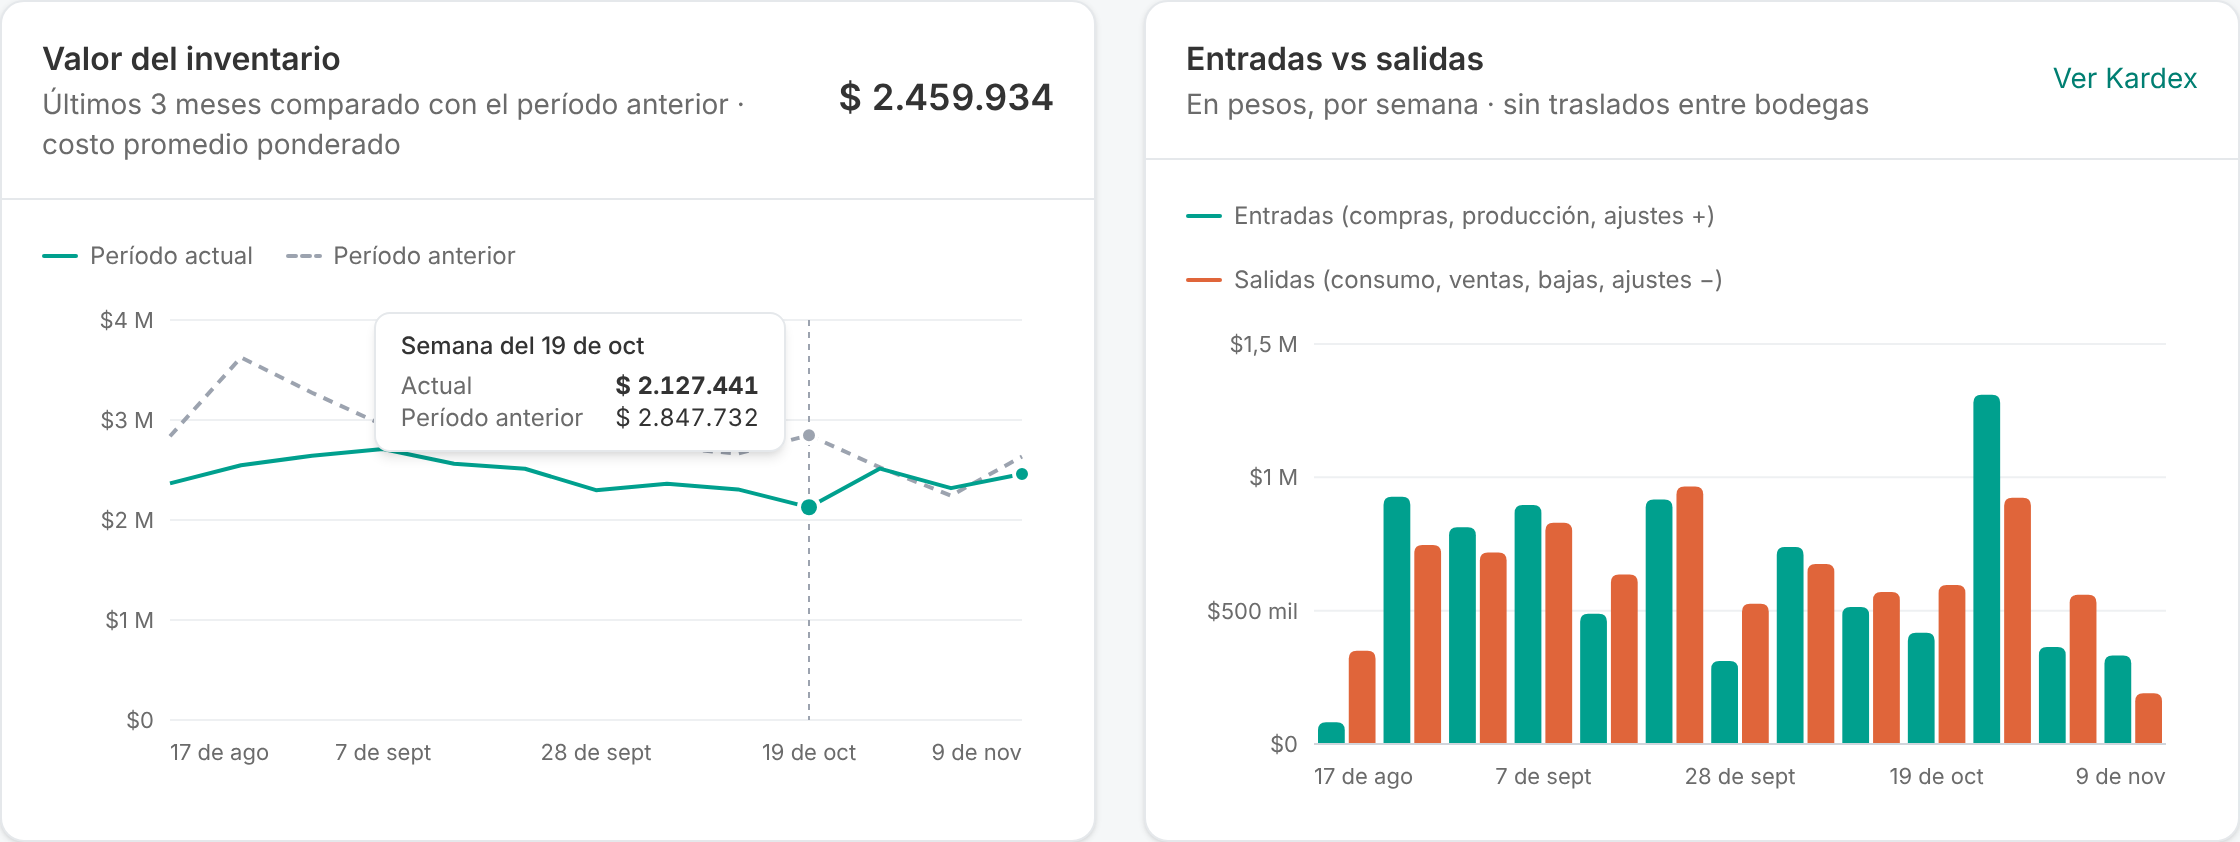 Valor del inventario
Últimos 3 meses comparado con el período anterior ·
costo promedio ponderado
$ 2.459.934
Período actual
Período anterior
$4 M
$3 M
$2 M
$1 M
$0
Semana del 19 de oct
Actual $ 2.127.441
Período anterior $ 2.847.732
17 de ago 7 de sept 28 de sept 19 de oct 9 de nov
Entradas vs salidas
En pesos, por semana · sin traslados entre bodegas
Ver Kardex
Entradas (compras, producción, ajustes +)
Salidas (consumo, ventas, bajas, ajustes −)
$1,5 M
$1 M
$500 mil
$0
17 de ago 7 de sept 28 de sept 19 de oct 9 de nov